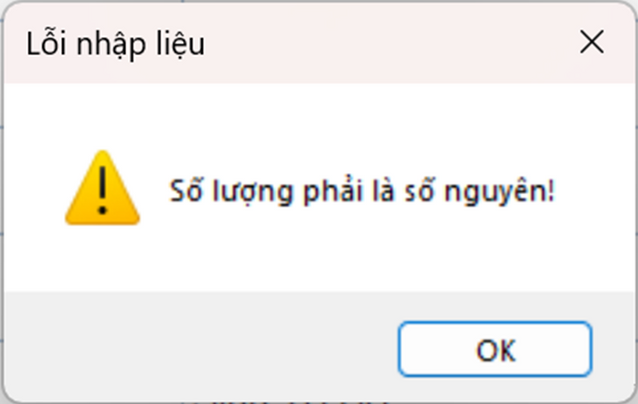 Lỗi nhập liệu
Số lượng phải là số nguyên!
OK